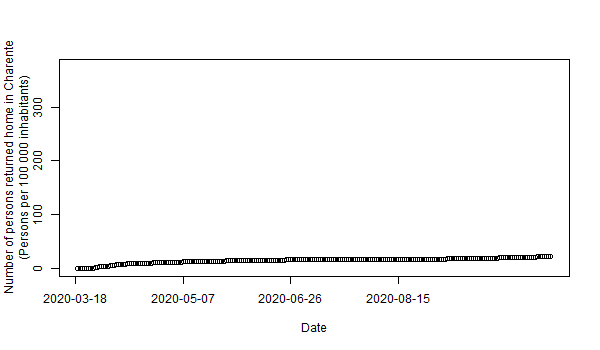 Number of persons returned home in Charente
(Persons per 100 000 inhabitants)
300
200
100
0
2020-03-18 2020-05-07 2020-06-26 2020-08-15
Date